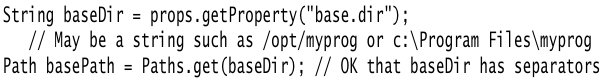 String baseDir = props.getProperty("base.dir");
// May be a string such as /opt/myprog or c:\Program Files\myprog
Path basePath = Paths.get(baseDir); // OK that baseDir has separators